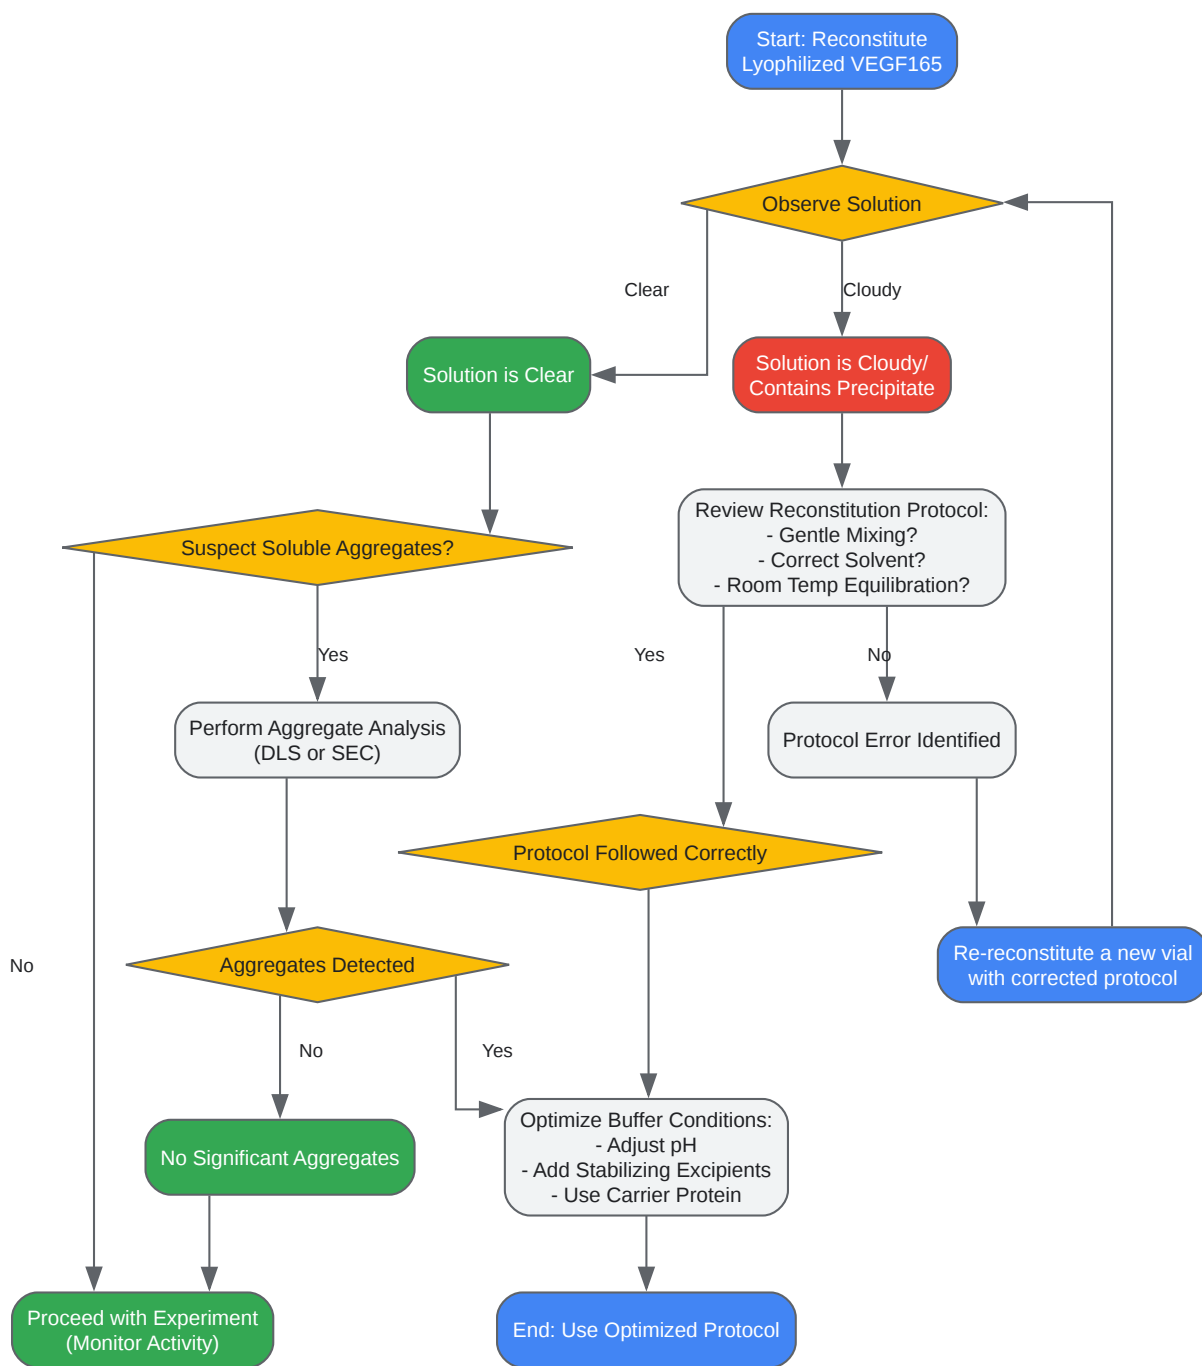 Start: Reconstitute
Lyophilized VEGF165
Observe Solution
Clear
Cloudy
Solution is Clear
Solution is Cloudy/
Contains Precipitate
Review Reconstitution Protocol:
- Gentle Mixing?
- Correct Solvent?
- Room Temp Equilibration?
Suspect Soluble Aggregates?
Yes
Yes
No
Perform Aggregate Analysis
(DLS or SEC)
Protocol Error Identified
Protocol Followed Correctly
No
Aggregates Detected
Re-reconstitute a new vial
with corrected protocol
No
Yes
Optimize Buffer Conditions:
- Adjust pH
- Add Stabilizing Excipients
- Use Carrier Protein
No Significant Aggregates
Proceed with Experiment
(Monitor Activity)
End: Use Optimized Protocol